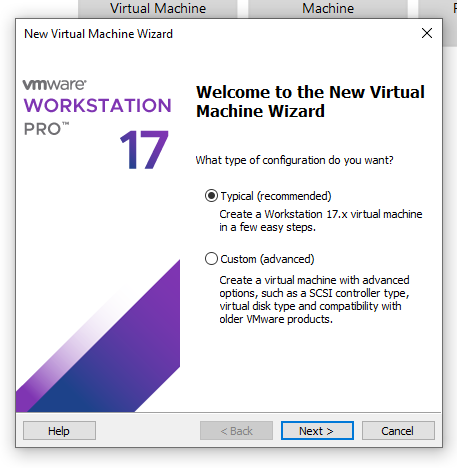 Virtual Machine
Machine
New Virtual Machine Wizard
vmware®
WORKSTATION
PRO™
17
Welcome to the New Virtual
Machine Wizard
What type of configuration do you want?
Typical (recommended)
Create a Workstation 17.x virtual machine
in a few easy steps.
Custom (advanced)
Create a virtual machine with advanced
options, such as a SCSI controller type,
virtual disk type and compatibility with
older VMware products.
Help
< Back
Next >
Cancel